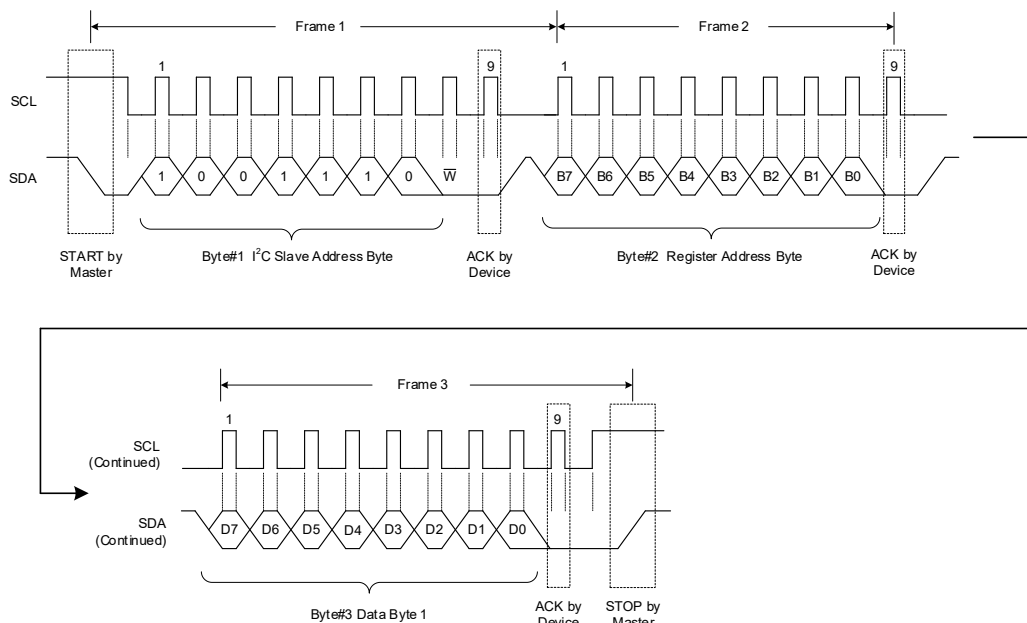 Frame 1
Frame 2
1
9
1
9
SCL
SDA
1 0 0 1 1 1 0 W̅
B7 B6 B5 B4 B3 B2 B1 B0
START by
Master
Byte#1 I²C Slave Address Byte
ACK by
Device
Byte#2 Register Address Byte
ACK by
Device
Frame 3
1
9
SCL
(Continued)
SDA
(Continued)
D7 D6 D5 D4 D3 D2 D1 D0
Byte#3 Data Byte 1
ACK by
Device
STOP by
Master